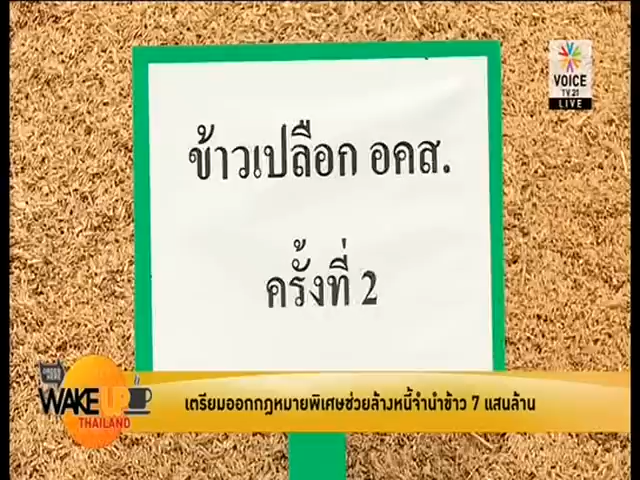 VOICE
TV 21
LIVE
ข้าวเปลือก อคส.
ครั้งที่ 2
WAKE UP
THAILAND
เตรียมออกกฎหมายพิเศษช่วยล้างหนี้จำนำข้าว 7 แสนล้าน